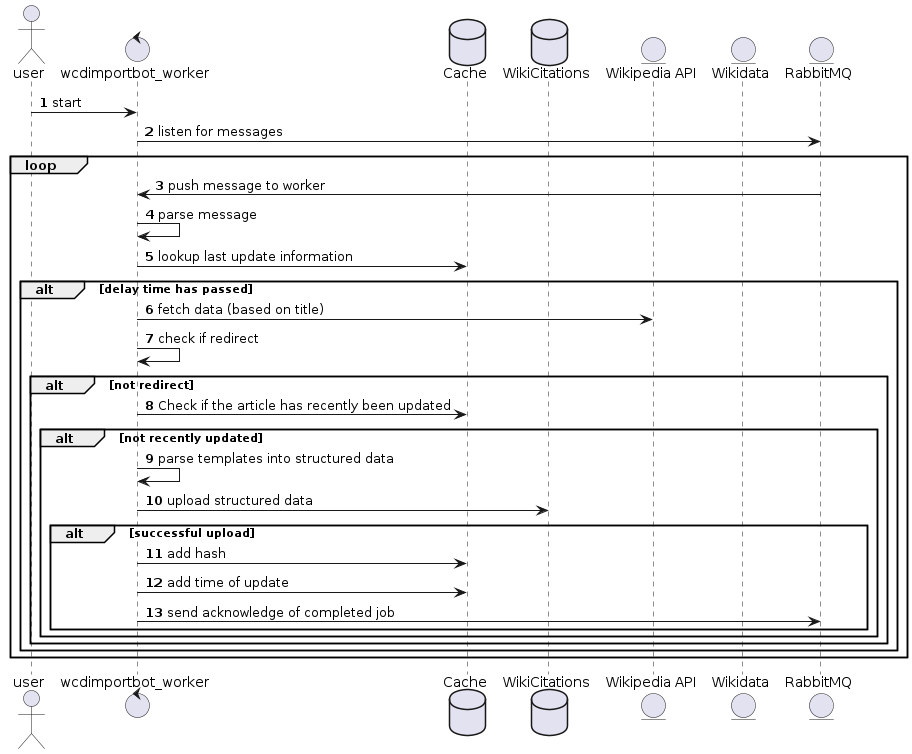 user wcdimportbot_worker Cache WikiCitations Wikipedia API Wikidata RabbitMQ
1 start
2 listen for messages
loop
3 push message to worker
4 parse message
5 lookup last update information
alt [delay time has passed]
6 fetch data (based on title)
7 check if redirect
alt [not redirect]
8 Check if the article has recently been updated
alt [not recently updated]
9 parse templates into structured data
10 upload structured data
alt [successful upload]
11 add hash
12 add time of update
13 send acknowledge of completed job
user wcdimportbot_worker Cache WikiCitations Wikipedia API Wikidata RabbitMQ